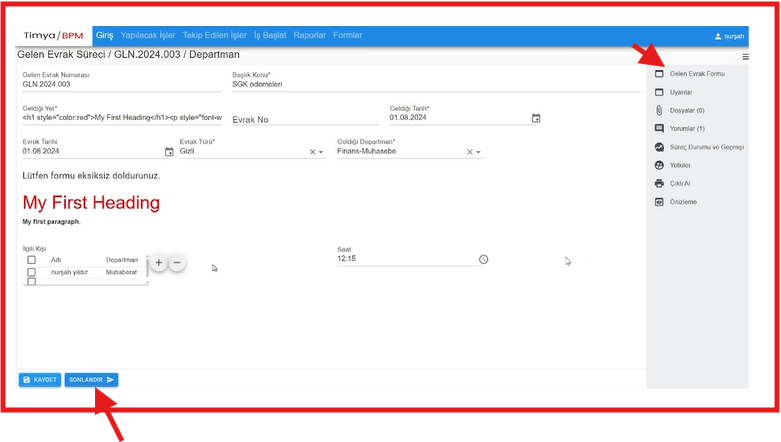 Timya/BPM Giriş Yapılacak İşler Takip Edilen İşler İş Başlat Raporlar Formlar nurşah
Gelen Evrak Süreci / GLN.2024.003 / Departman
Gelen Evrak Numarası Başlık Konu*
GLN.2024.003 SGK ödemeleri
Geldiği Yer* Evrak No Geldiği Tarih*
<h1 style="color:red">My First Heading</h1><p style="font-w 01.08.2024
Evrak Tarihi Evrak Türü* Geldiği Departman*
01.08.2024 Gizli Finans-Muhasebe
Lütfen formu eksiksiz doldurunuz.
My First Heading
My first paragraph.
İlgili Kişi Saat
Adı Departman 12:15
nurşah yıldız Muhaberat
KAYDET SONLANDIR
Gelen Evrak Formu
Uyarılar
Dosyalar (0)
Yorumlar (1)
Süreç Durumu ve Geçmişi
Yetkiler
Çıktı Al
Önizleme